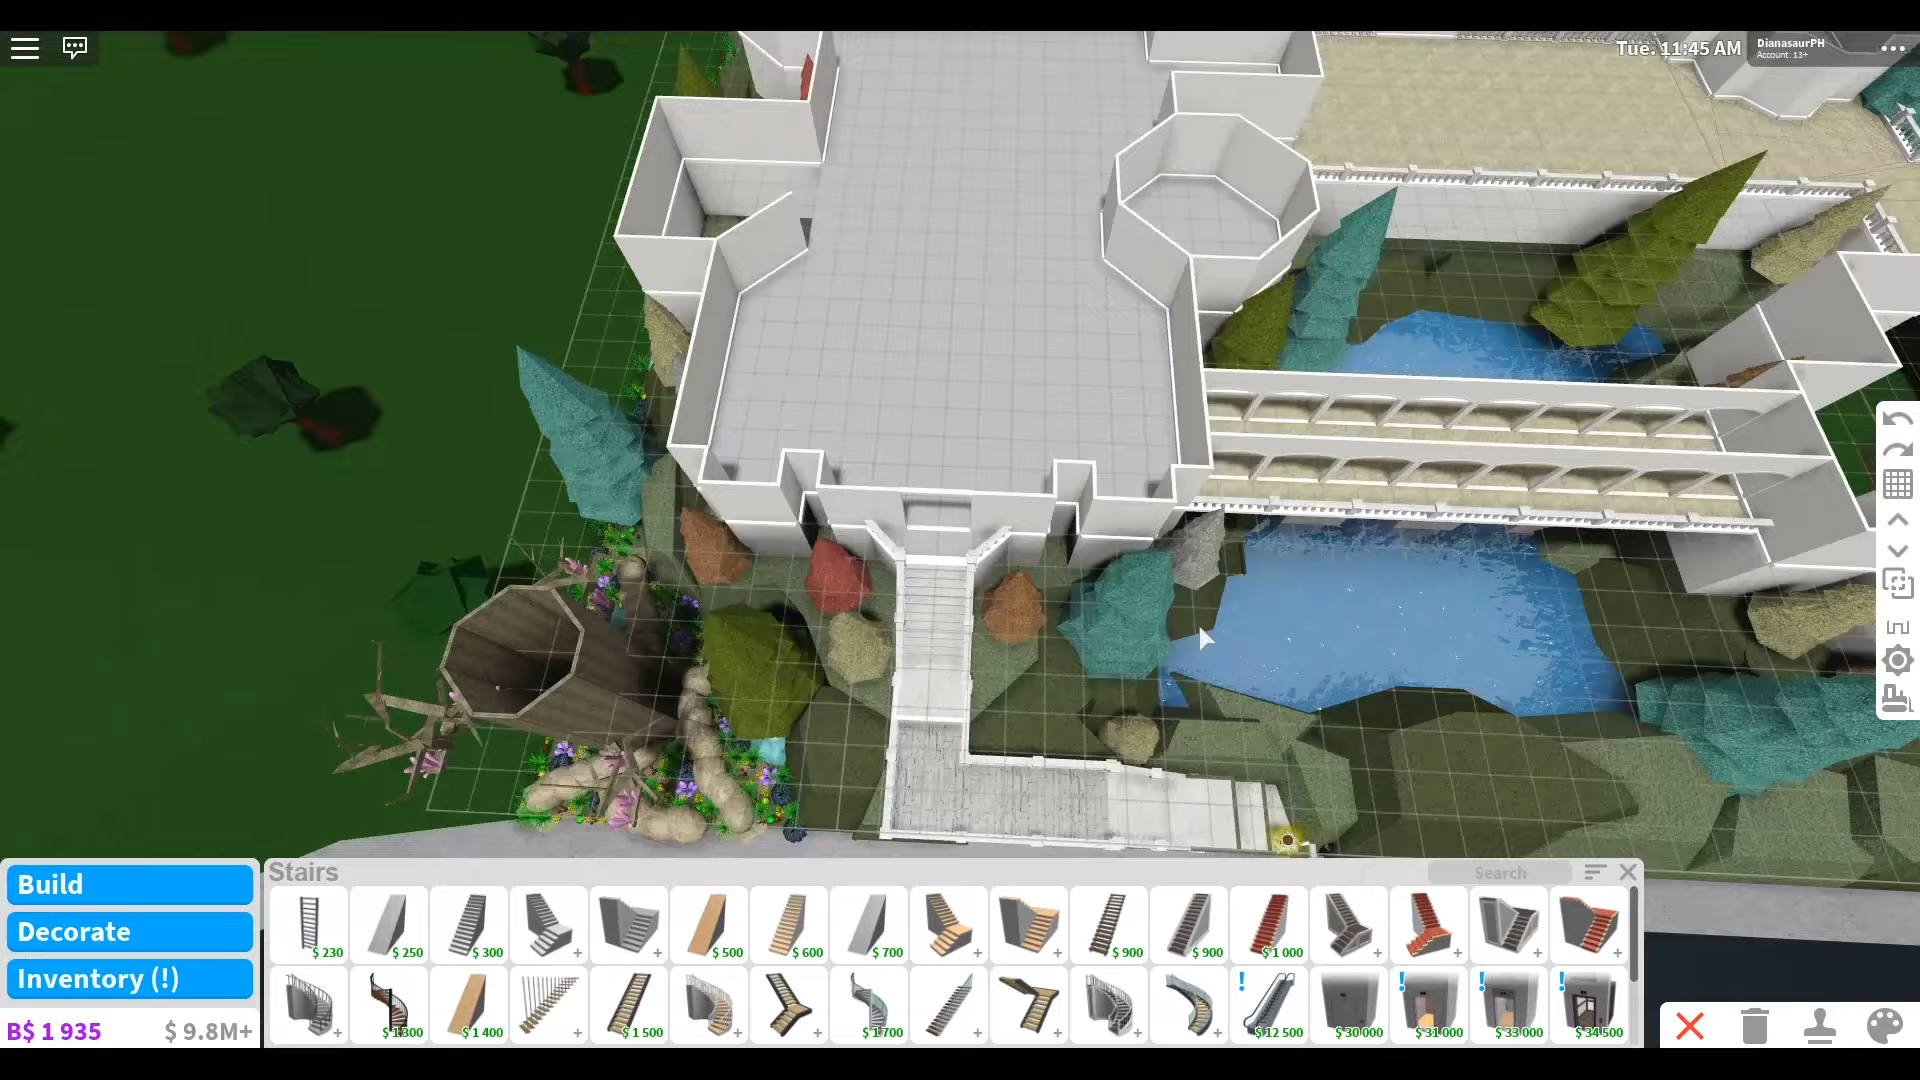 Tue. 11:45 AM
DianasaurPH
Account: 13+
Build
Decorate
Inventory (!)
B$ 1 935
$ 9.8M+
Stairs
Search
$ 230
$ 250
$ 300
+
+
$ 500
$ 600
$ 700
+
+
$ 900
$ 900
$ 1 000
+
+
+
+
+
$ 1 300
$ 1 400
+
$ 1 500
+
+
$ 1 700
+
+
+
+
! $ 12 500
$ 30 000
! $ 31 000
! $ 33 000
! $ 34 500